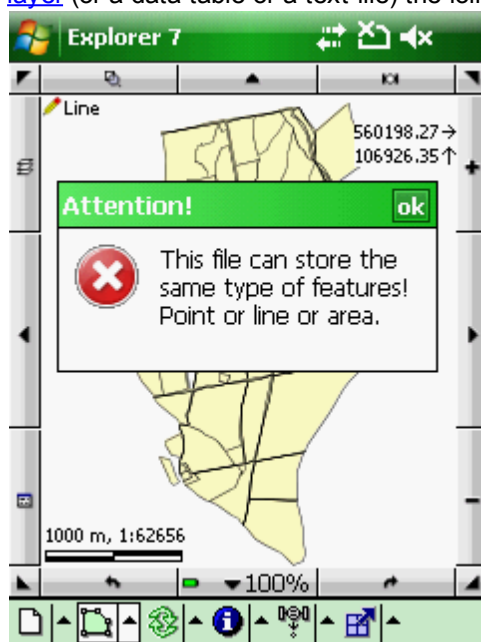 layer (or a data table or a text file) the foll
Explorer 7
Line
560198.27→
106926.35↑
Attention!
ok
This file can store the
same type of features!
Point or line or area.
1000 m, 1:62656
100%